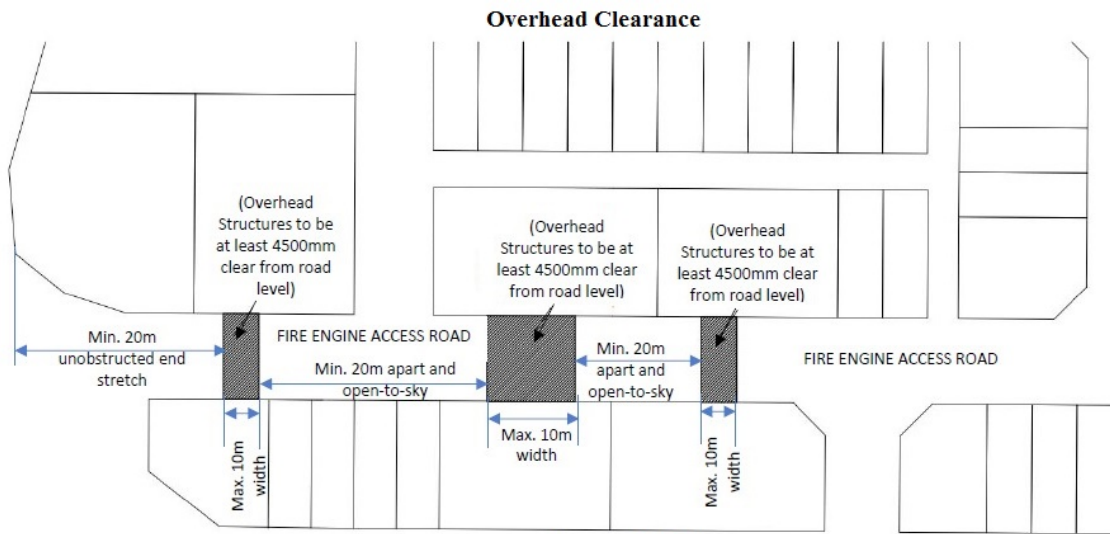 Overhead Clearance
(Overhead
Structures to be
at least 4500mm
clear from road
level)
(Overhead
Structures to be at
least 4500mm clear
from road level)
(Overhead
Structures to be at
least 4500mm clear
from road level)
Min. 20m
unobstructed end
stretch
FIRE ENGINE ACCESS ROAD
Min. 20m apart and
open-to-sky
Min. 20m
apart and
open-to-sky
FIRE ENGINE ACCESS ROAD
Max. 10m
width
Max. 10m
width
Max. 10m
width